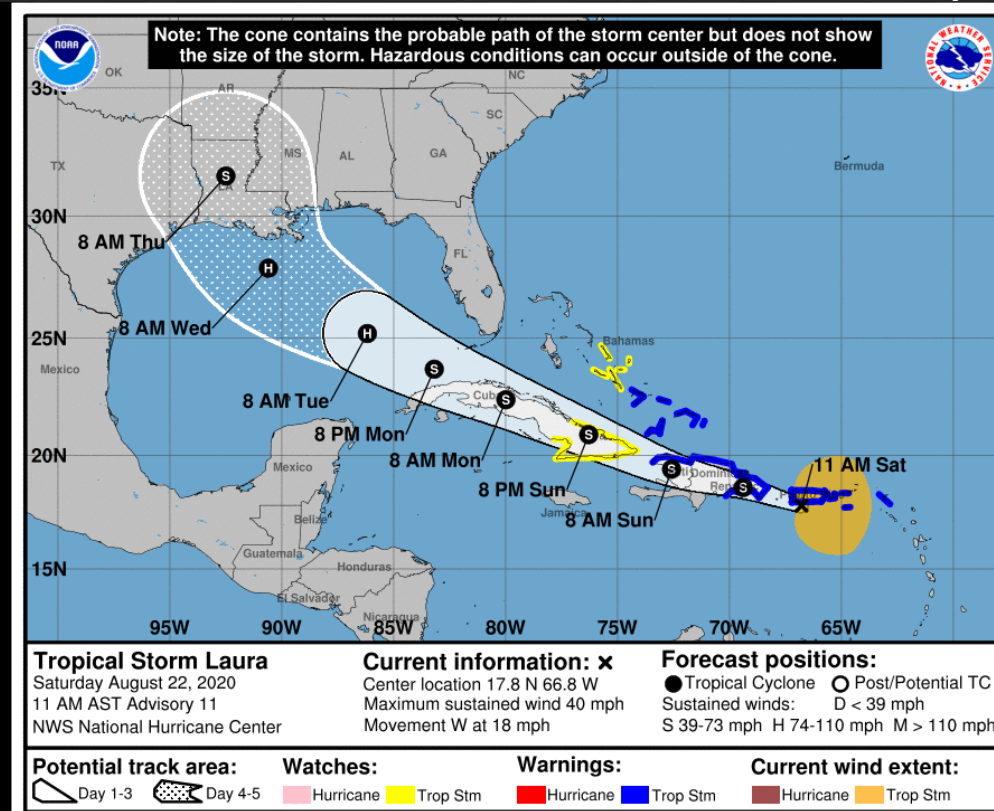 Note: The cone contains the probable path of the storm center but does not show
the size of the storm. Hazardous conditions can occur outside of the cone.
NOAA
NATIONAL WEATHER SERVICE
OK
NC
35N
AR
SC
TX
MS
AL
GA
Bermuda
S
LA
30N
8 AM Thu
H
FL
8 AM Wed
25N
H
Bahamas
Mexico
S
8 AM Tue
S
8 PM Mon
S
8 AM Mon
20N
Mexico
S
11 AM Sat
8 PM Sun
S
Jamaica
8 AM Sun
Belize
Guatemala
Honduras
15N
El Salvador
Nicaragua
95W 90W 85W 80W 75W 70W 65W
Tropical Storm Laura
Saturday August 22, 2020
11 AM AST Advisory 11
NWS National Hurricane Center
Current information: x
Center location 17.8 N 66.8 W
Maximum sustained wind 40 mph
Movement W at 18 mph
Forecast positions:
Tropical Cyclone Post/Potential TC
Sustained winds: D < 39 mph
S 39-73 mph H 74-110 mph M > 110 mph
Potential track area:
Day 1-3 Day 4-5
Watches:
Hurricane Trop Stm
Warnings:
Hurricane Trop Stm
Current wind extent:
Hurricane Trop Stm